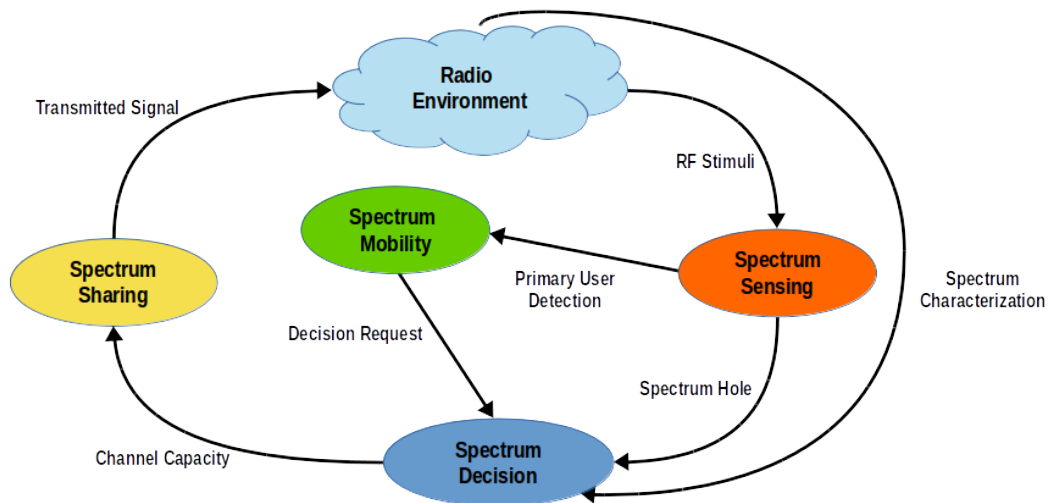 Radio
Environment
Transmitted Signal
RF Stimuli
Spectrum
Mobility
Spectrum
Sharing
Primary User
Detection
Spectrum
Sensing
Spectrum
Characterization
Decision Request
Spectrum Hole
Channel Capacity
Spectrum
Decision